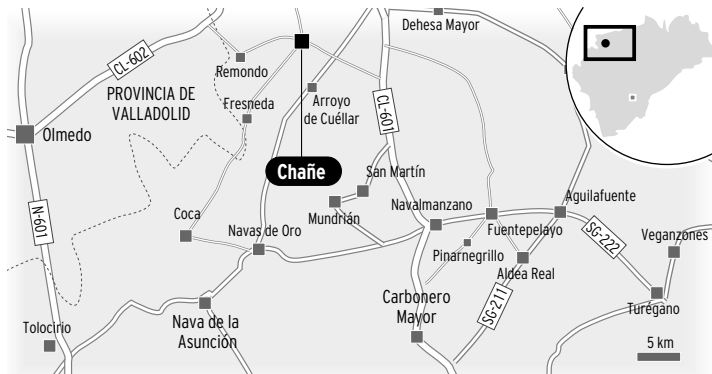 Dehesa Mayor
CL-602
Remondo
PROVINCIA DE
VALLADOLID
Fresneda
Arroyo
de Cuéllar
CL-601
Olmedo
Chañe
San Martín
Mundrián
Navalmanzano
Aguilafuente
N-601
Coca
Navas de Oro
Fuentepelayo
SG-222
Veganzones
Pinarnegrillo
Aldea Real
Carbonero
Mayor
SG-211
Turégano
Nava de la
Asunción
Tolocirio
5 km